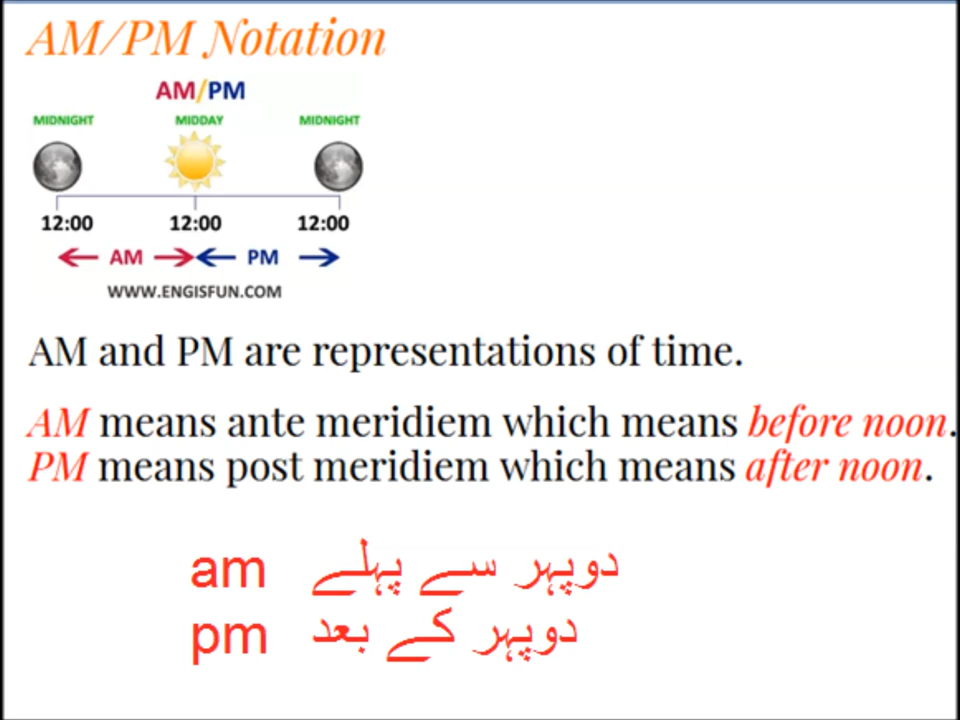 AM/PM Notation
AM/PM
MIDNIGHT MIDDAY MIDNIGHT
12:00 12:00 12:00
AM PM
WWW.ENGISFUN.COM
AM and PM are representations of time.
AM means ante meridiem which means before noon.
PM means post meridiem which means after noon.
am دوپہر سے پہلے
pm دوپہر کے بعد